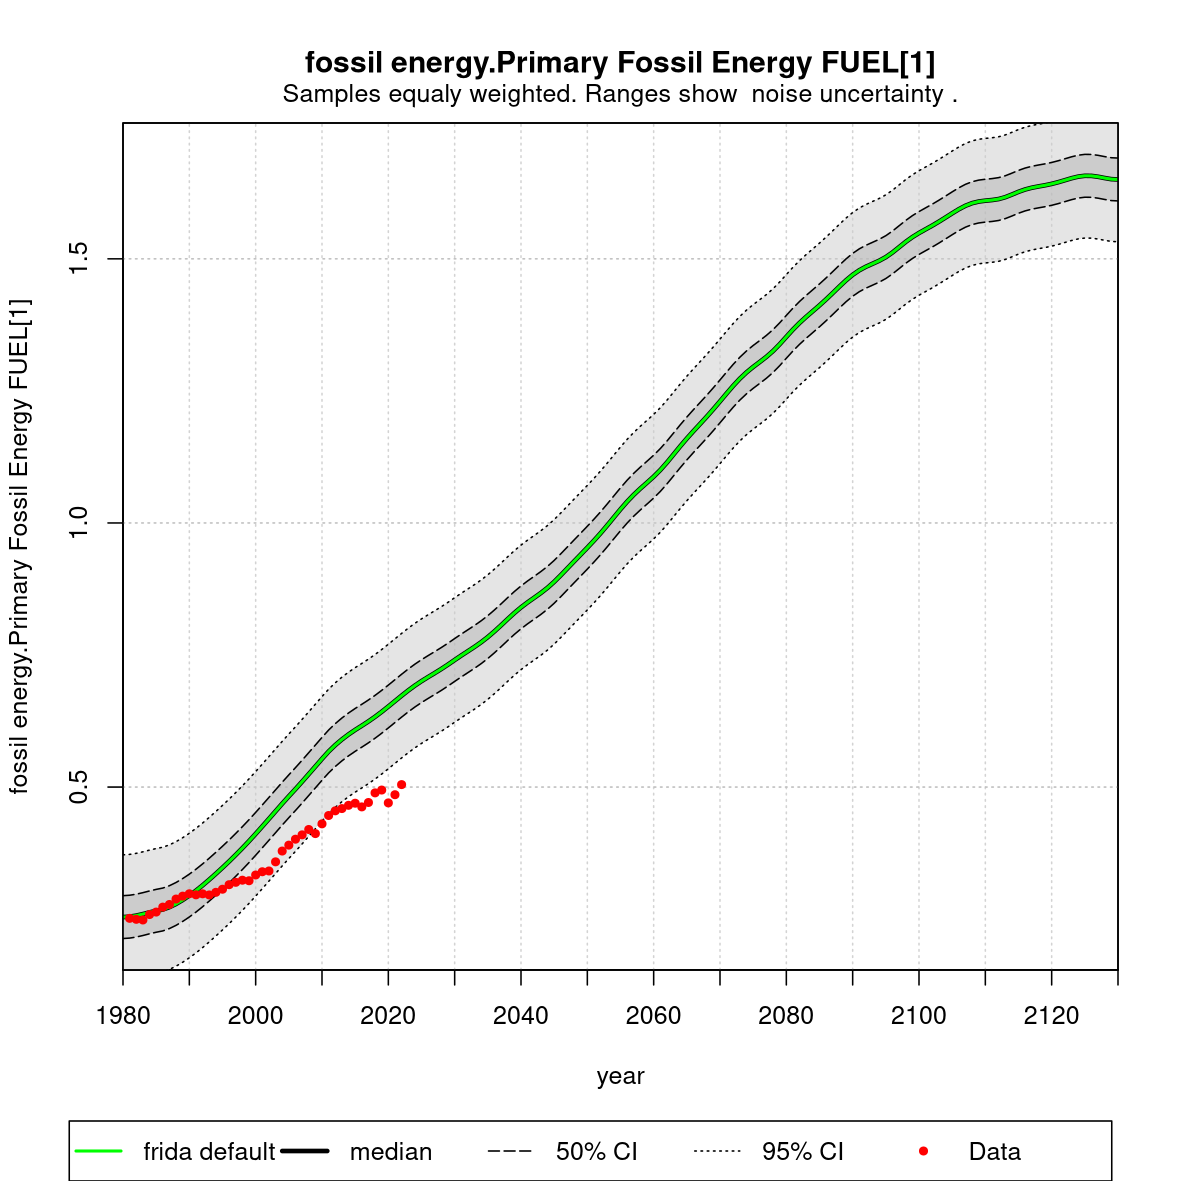 fossil energy.Primary Fossil Energy FUEL[1]
Samples equaly weighted. Ranges show  noise uncertainty .
fossil energy.Primary Fossil Energy FUEL[1]
1.5
1.0
0.5
1980 2000 2020 2040 2060 2080 2100 2120
year
frida default median 50% CI 95% CI Data